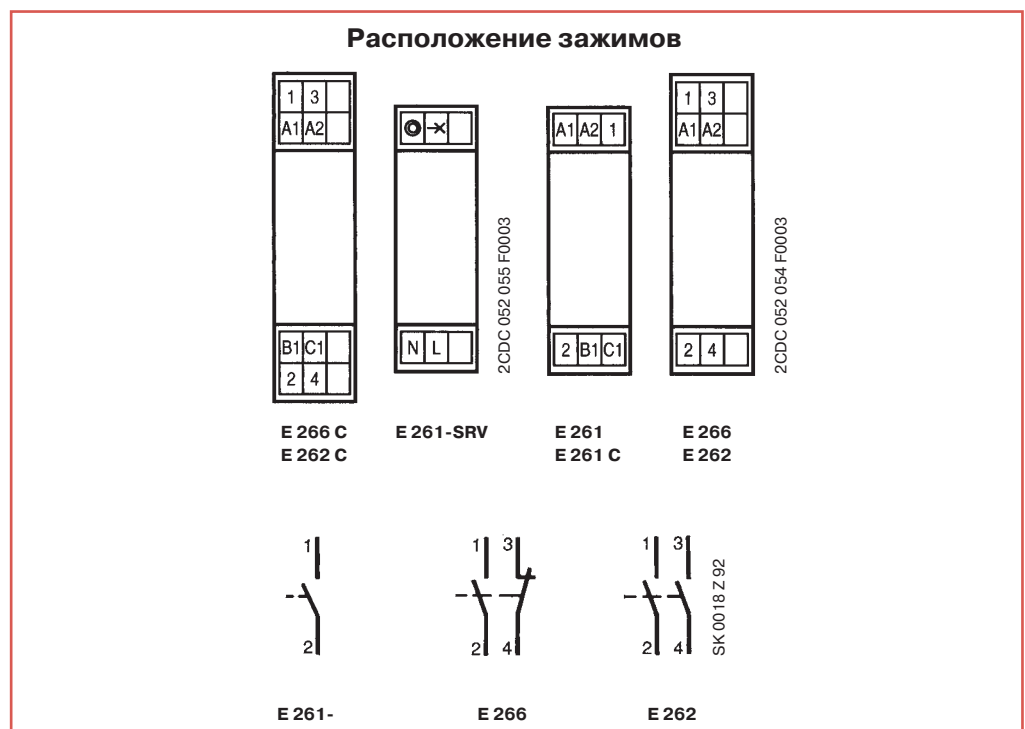 Расположение зажимов
1 3
A1 A2
B1 C1
2 4
E 266 C
E 262 C
N L
2CDC 052 055 F0003
E 261-SRV
A1 A2 1
2 B1 C1
E 261
E 261 C
1 3
A1 A2
2 4
2CDC 052 054 F0003
E 266
E 262
1
2
E 261-
1 3
2 4
E 266
1 3
2 4
SK 0018 Z 92
E 262